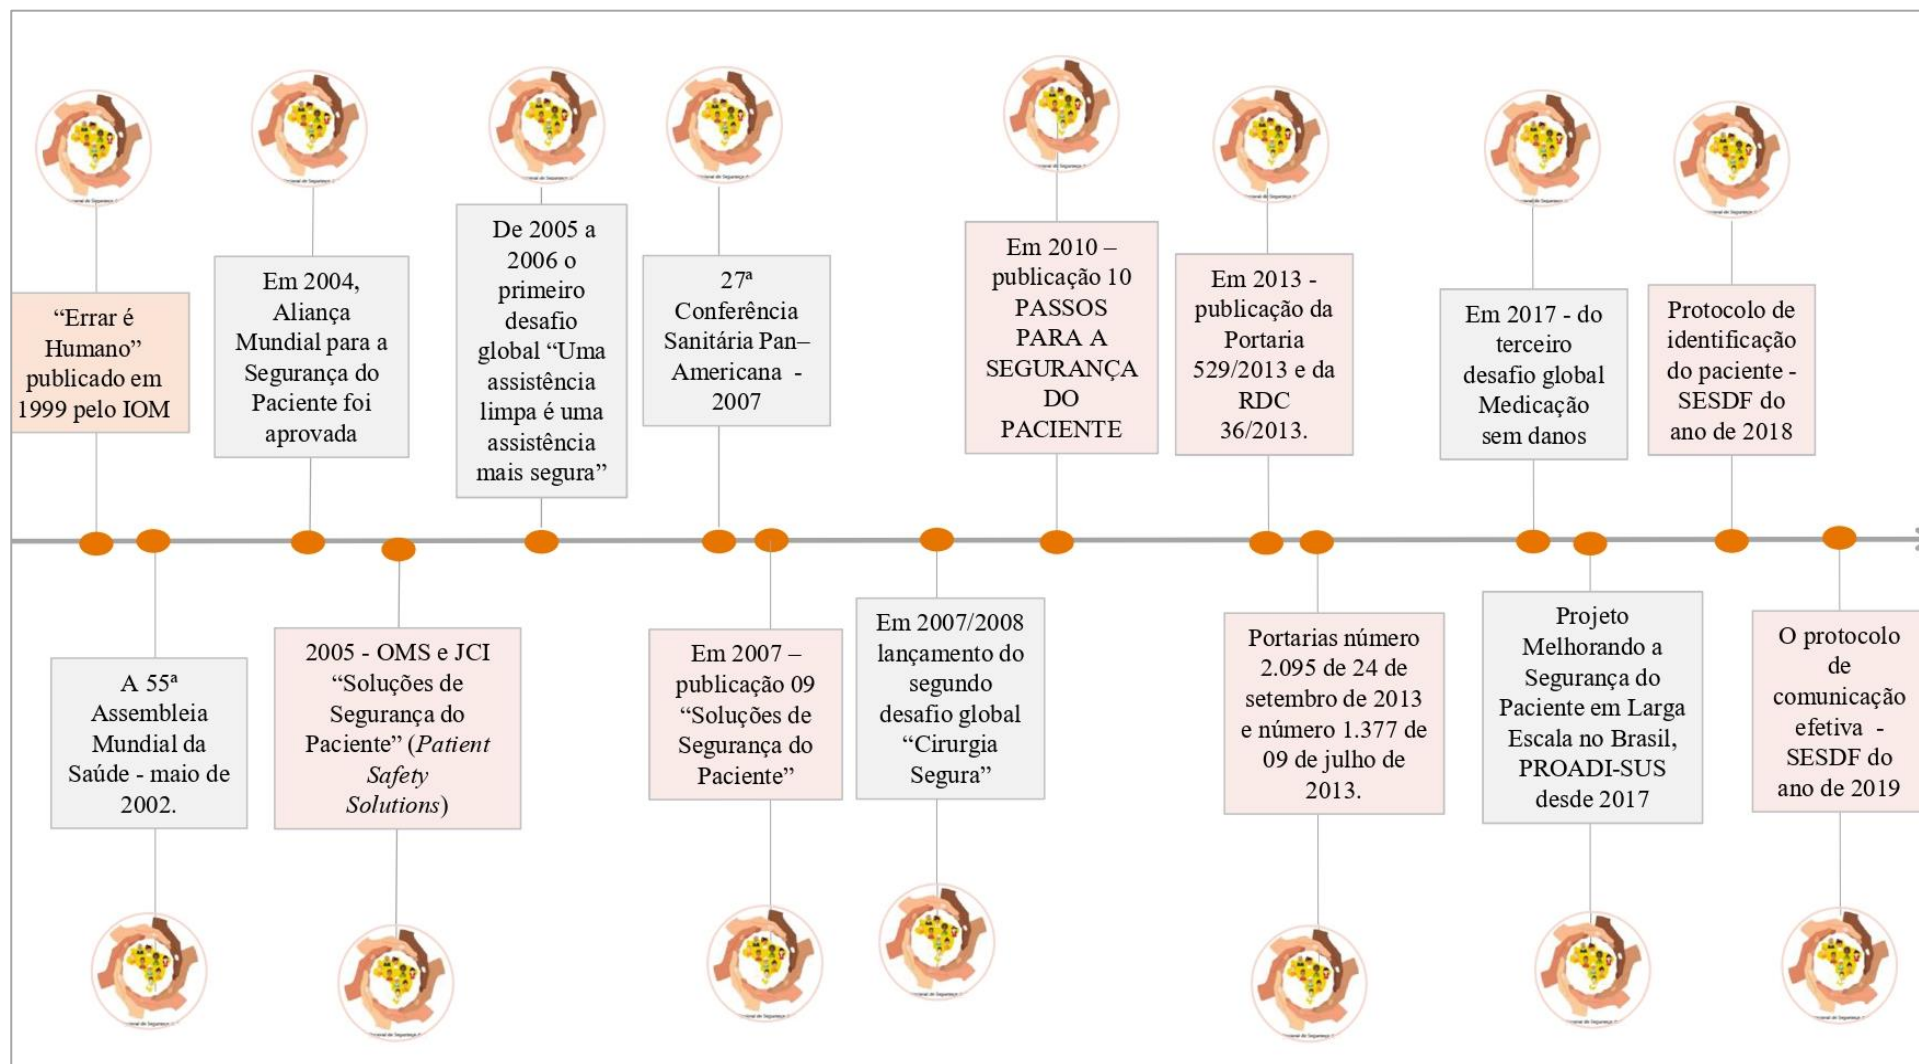 “Errar é
Humano”
publicado em
1999 pelo IOM
A 55ª
Assembleia
Mundial da
Saúde - maio de
2002.
Em 2004,
Aliança
Mundial para a
Segurança do
Paciente foi
aprovada
2005 - OMS e JCI
“Soluções de
Segurança do
Paciente” (Patient
Safety
Solutions)
De 2005 a
2006 o
primeiro
desafio
global “Uma
assistência
limpa é uma
assistência
mais segura”
27ª
Conferência
Sanitária Pan–
Americana -
2007
Em 2007 –
publicação 09
“Soluções de
Segurança do
Paciente”
Em 2007/2008
lançamento do
segundo
desafio global
“Cirurgia
Segura”
Em 2010 –
publicação 10
PASSOS
PARA A
SEGURANÇA
DO
PACIENTE
Em 2013 -
publicação da
Portaria
529/2013 e da
RDC
36/2013.
Portarias número
2.095 de 24 de
setembro de 2013
e número 1.377 de
09 de julho de
2013.
Em 2017 - do
terceiro
desafio global
Medicação
sem danos
Projeto
Melhorando a
Segurança do
Paciente em Larga
Escala no Brasil,
PROADI-SUS
desde 2017
Protocolo de
identificação
do paciente -
SESDF do
ano de 2018
O protocolo
de
comunicação
efetiva -
SESDF do
ano de 2019